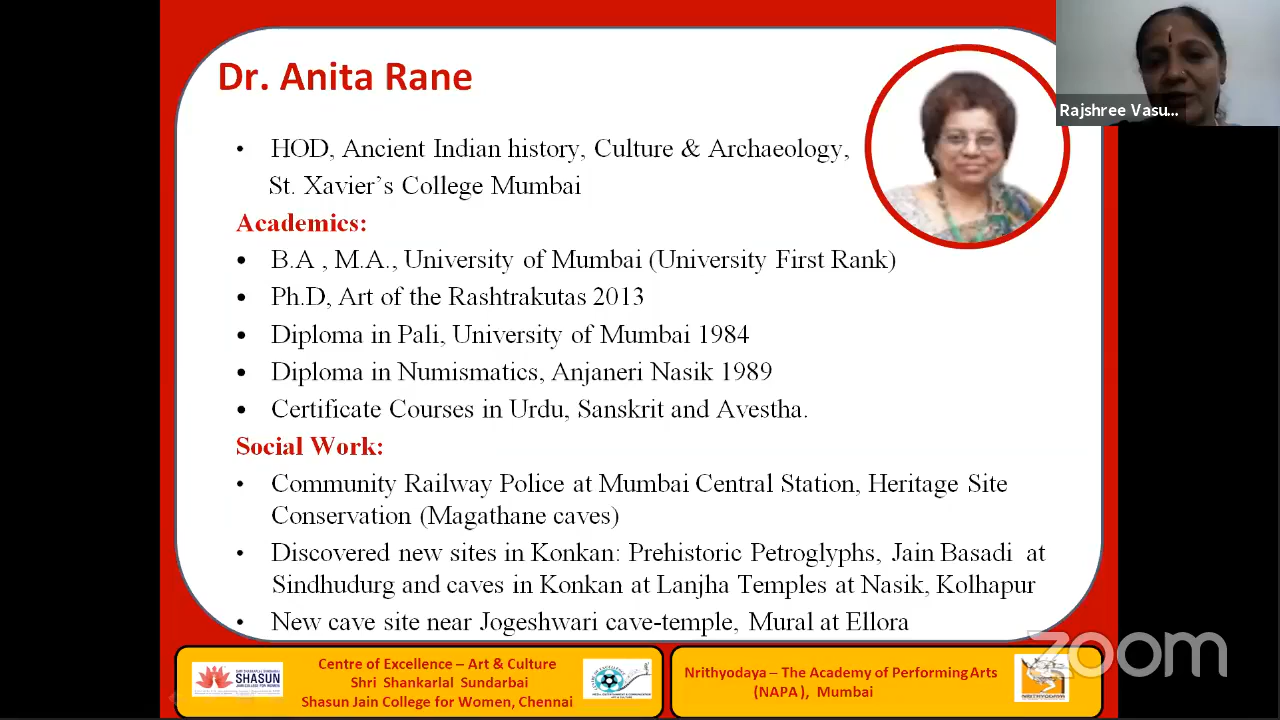 Dr. Anita Rane
Rajshree Vasu...
• HOD, Ancient Indian history, Culture & Archaeology,
St. Xavier's College Mumbai
Academics:
• B.A , M.A., University of Mumbai (University First Rank)
• Ph.D, Art of the Rashtrakutas 2013
• Diploma in Pali, University of Mumbai 1984
• Diploma in Numismatics, Anjaneri Nasik 1989
• Certificate Courses in Urdu, Sanskrit and Avestha.
Social Work:
• Community Railway Police at Mumbai Central Station, Heritage Site
Conservation (Magathane caves)
• Discovered new sites in Konkan: Prehistoric Petroglyphs, Jain Basadi at
Sindhudurg and caves in Konkan at Lanjha Temples at Nasik, Kolhapur
• New cave site near Jogeshwari cave-temple, Mural at Ellora
zoom
SHASUN
JAIN COLLEGE FOR WOMEN
Centre of Excellence – Art & Culture
Shri Shankarlal Sundarbai
Shasun Jain College for Women, Chennai
Nrithyodaya – The Academy of Performing Arts
(NAPA), Mumbai
NRITHYODAYA